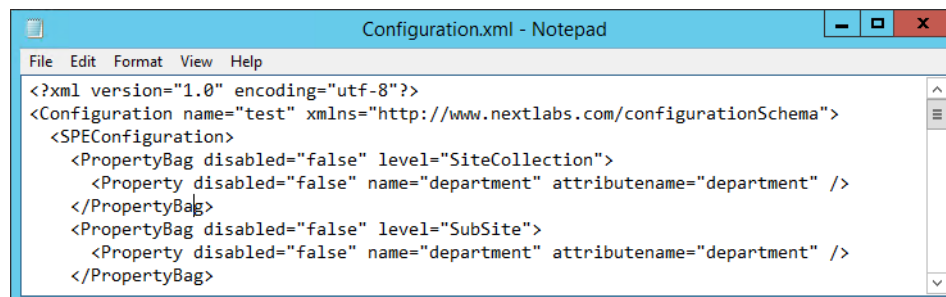 Configuration.xml - Notepad
File Edit Format View Help
<?xml version="1.0" encoding="utf-8"?>
<Configuration name="test" xmlns="http://www.nextlabs.com/configurationSchema">
  <SPEConfiguration>
    <PropertyBag disabled="false" level="SiteCollection">
      <Property disabled="false" name="department" attributename="department" />
    </PropertyBag>
    <PropertyBag disabled="false" level="SubSite">
      <Property disabled="false" name="department" attributename="department" />
    </PropertyBag>